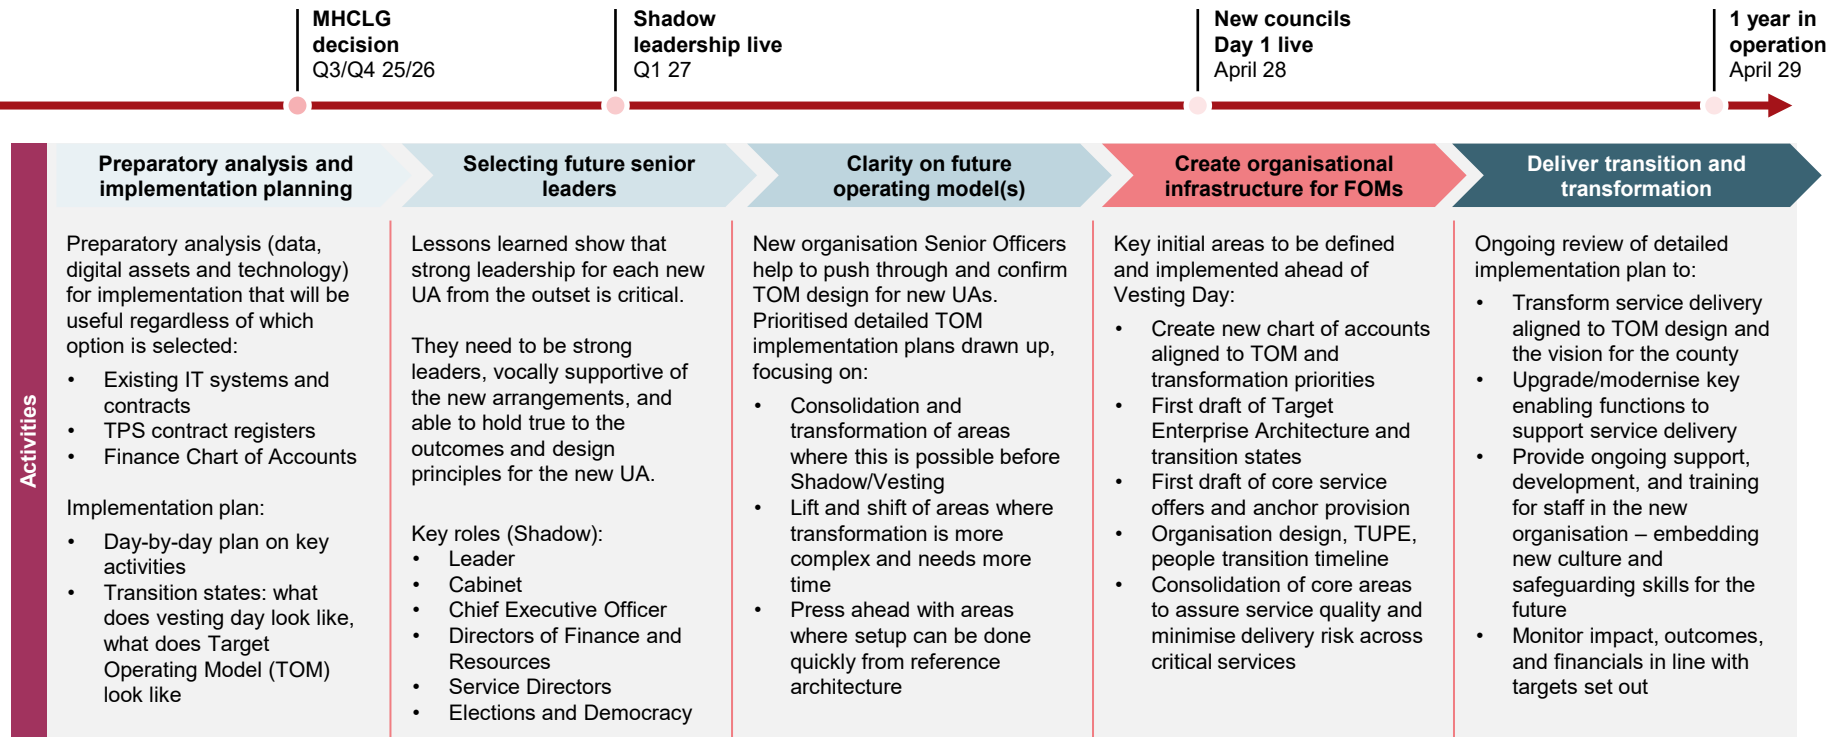 MHCLG
decision
Q3/Q4 25/26
Shadow
leadership live
Q1 27
New councils
Day 1 live
April 28
1 year in
operation
April 29
Activities
Preparatory analysis and
implementation planning
Preparatory analysis (data,
digital assets and technology)
for implementation that will be
useful regardless of which
option is selected:
• Existing IT systems and
contracts
• TPS contract registers
• Finance Chart of Accounts
Implementation plan:
• Day-by-day plan on key
activities
• Transition states: what
does vesting day look like,
what does Target
Operating Model (TOM)
look like
Selecting future senior
leaders
Lessons learned show that
strong leadership for each new
UA from the outset is critical.
They need to be strong
leaders, vocally supportive of
the new arrangements, and
able to hold true to the
outcomes and design
principles for the new UA.
Key roles (Shadow):
• Leader
• Cabinet
• Chief Executive Officer
• Directors of Finance and
Resources
• Service Directors
• Elections and Democracy
Clarity on future
operating model(s)
New organisation Senior Officers
help to push through and confirm
TOM design for new UAs.
Prioritised detailed TOM
implementation plans drawn up,
focusing on:
• Consolidation and
transformation of areas
where this is possible before
Shadow/Vesting
• Lift and shift of areas where
transformation is more
complex and needs more
time
• Press ahead with areas
where setup can be done
quickly from reference
architecture
Create organisational
infrastructure for FOMs
Key initial areas to be defined
and implemented ahead of
Vesting Day:
• Create new chart of accounts
aligned to TOM and
transformation priorities
• First draft of Target
Enterprise Architecture and
transition states
• First draft of core service
offers and anchor provision
• Organisation design, TUPE,
people transition timeline
• Consolidation of core areas
to assure service quality and
minimise delivery risk across
critical services
Deliver transition and
transformation
Ongoing review of detailed
implementation plan to:
• Transform service delivery
aligned to TOM design and
the vision for the county
• Upgrade/modernise key
enabling functions to
support service delivery
• Provide ongoing support,
development, and training
for staff in the new
organisation – embedding
new culture and
safeguarding skills for the
future
• Monitor impact, outcomes,
and financials in line with
targets set out